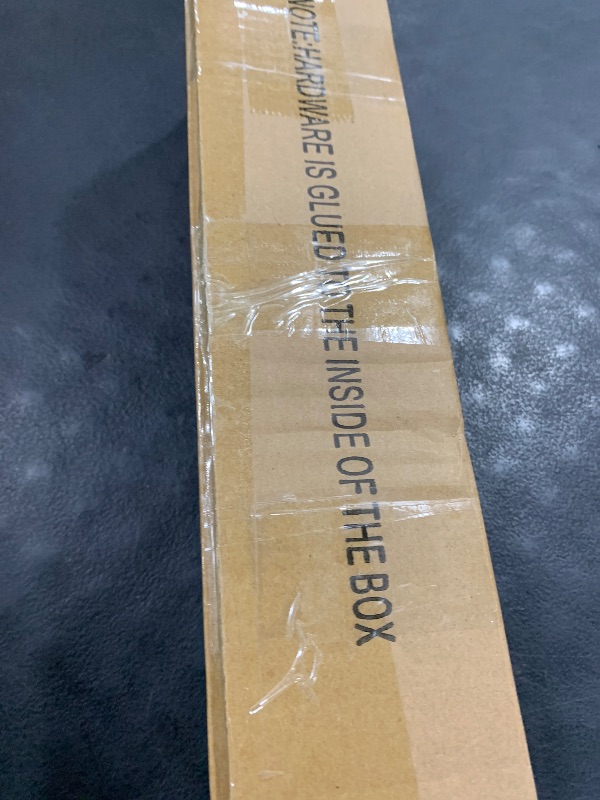 NOTE:HARDWARE IS GLUED TO THE INSIDE OF THE BOX